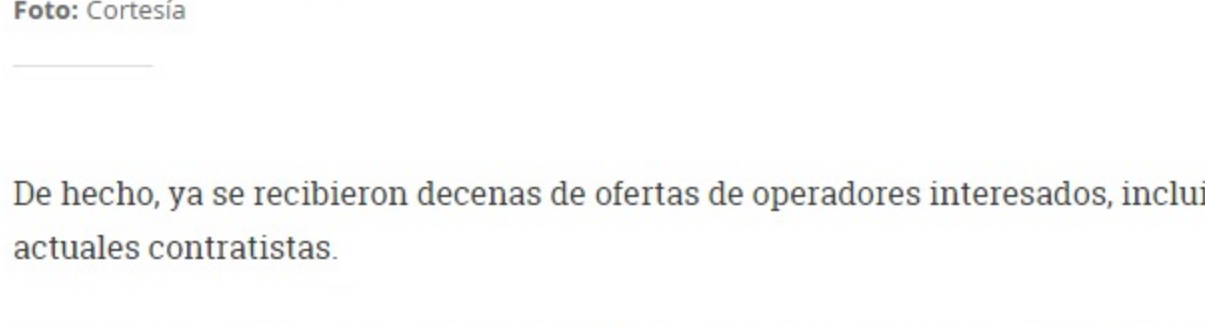 Foto: Cortesía
De hecho, ya se recibieron decenas de ofertas de operadores interesados,
actuales contratistas.